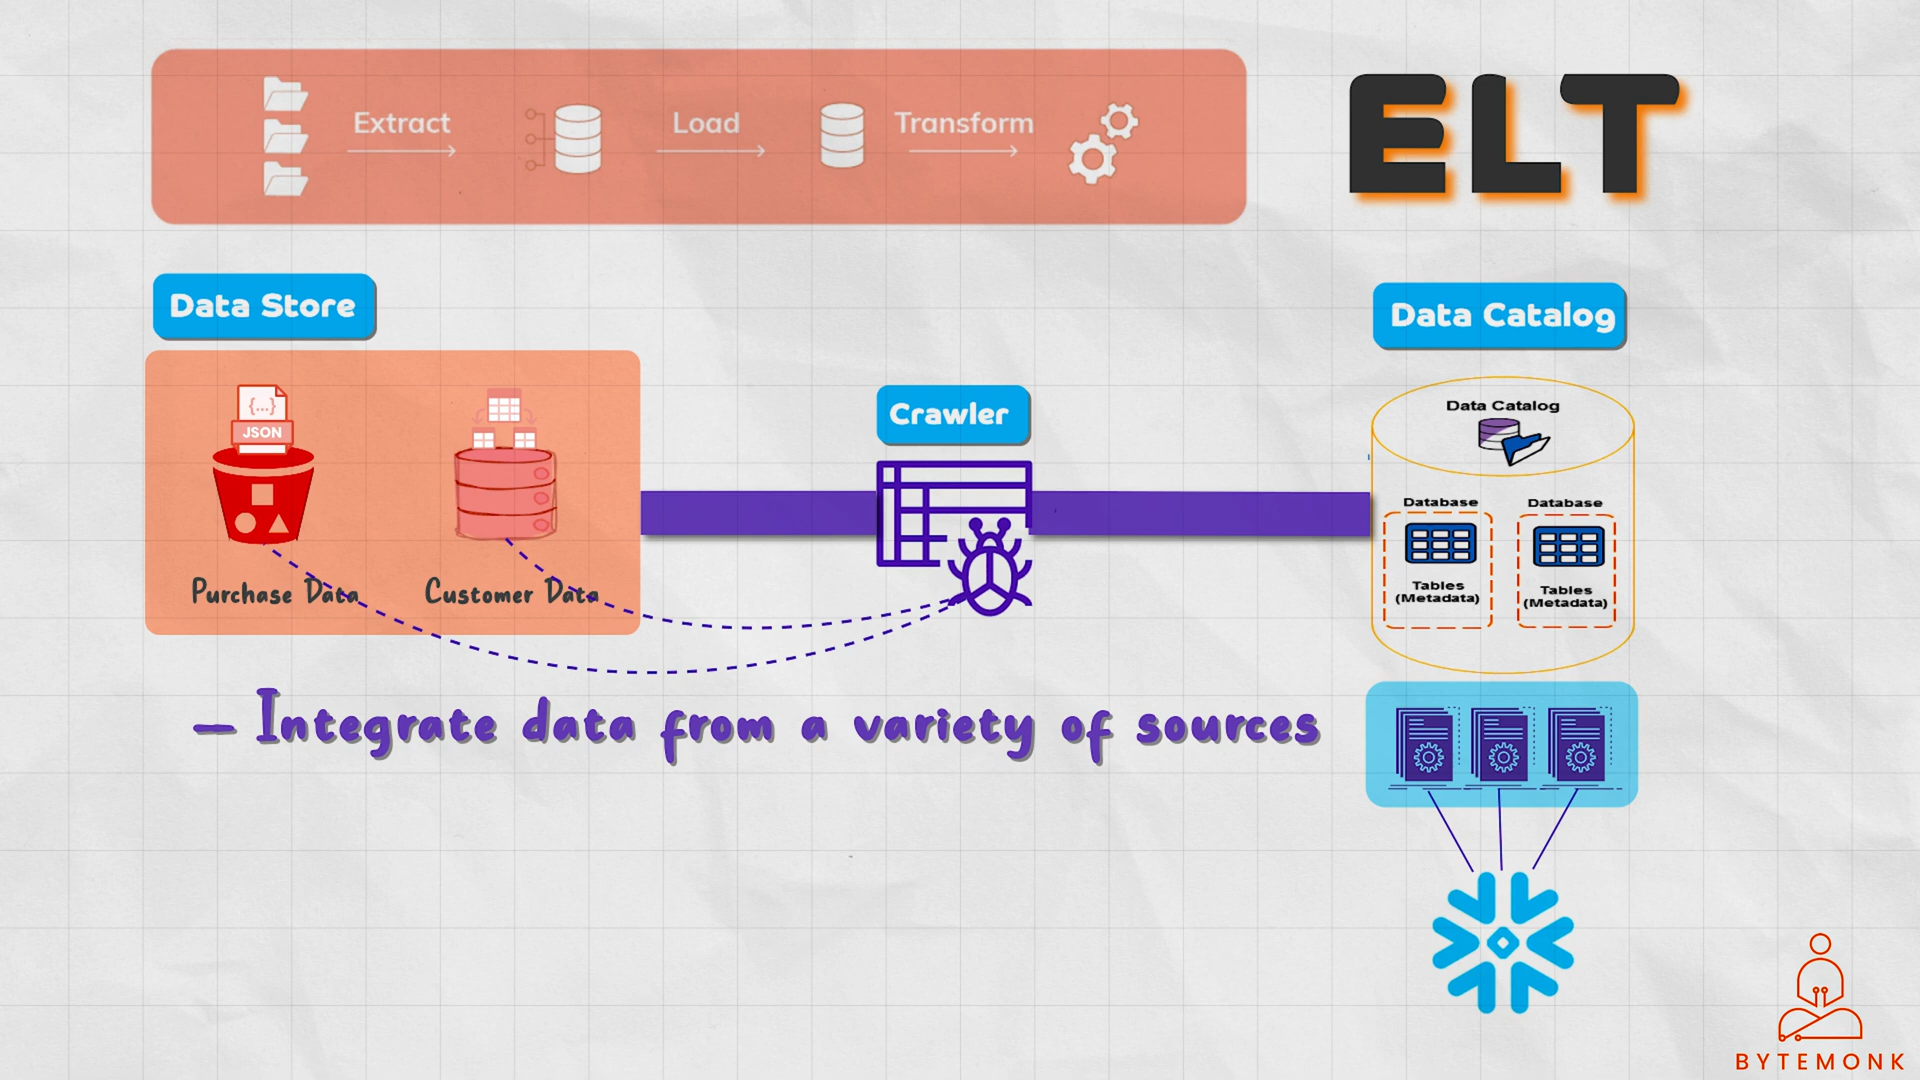 Extract
Load
Transform
ELT
Data Store
Data Catalog
{...}
JSON
Crawler
Data Catalog
Database
Database
Tables
(Metadata)
Tables
(Metadata)
Purchase Data
Customer Data
– Integrate data from a variety of sources
BYTEMONK